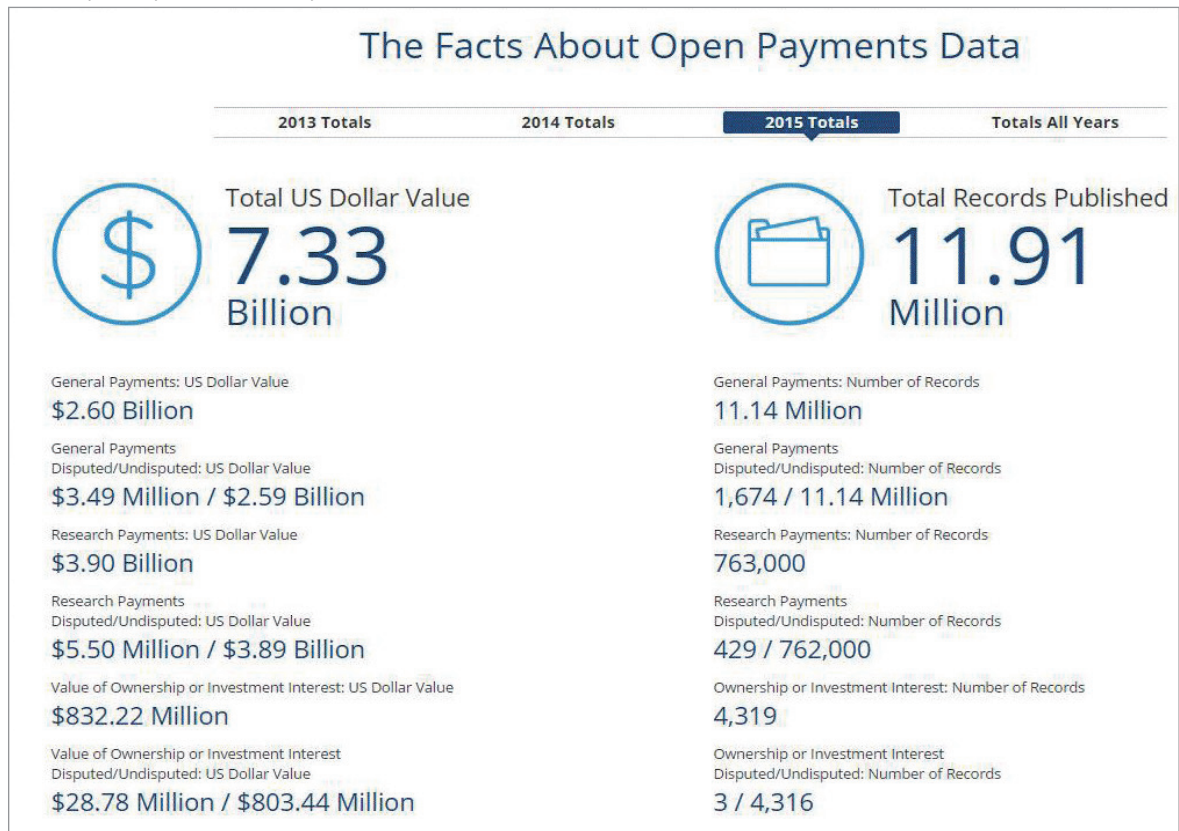 The Facts About Open Payments Data
2013 Totals 2014 Totals 2015 Totals Totals All Years
$
Total US Dollar Value
7.33
Billion
General Payments: US Dollar Value
$2.60 Billion
General Payments
Disputed/Undisputed: US Dollar Value
$3.49 Million / $2.59 Billion
Research Payments: US Dollar Value
$3.90 Billion
Research Payments
Disputed/Undisputed: US Dollar Value
$5.50 Million / $3.89 Billion
Value of Ownership or Investment Interest: US Dollar Value
$832.22 Million
Value of Ownership or Investment Interest
Disputed/Undisputed: US Dollar Value
$28.78 Million / $803.44 Million
Total Records Published
11.91
Million
General Payments: Number of Records
11.14 Million
General Payments
Disputed/Undisputed: Number of Records
1,674 / 11.14 Million
Research Payments: Number of Records
763,000
Research Payments
Disputed/Undisputed: Number of Records
429 / 762,000
Ownership or Investment Interest: Number of Records
4,319
Ownership or Investment Interest
Disputed/Undisputed: Number of Records
3 / 4,316